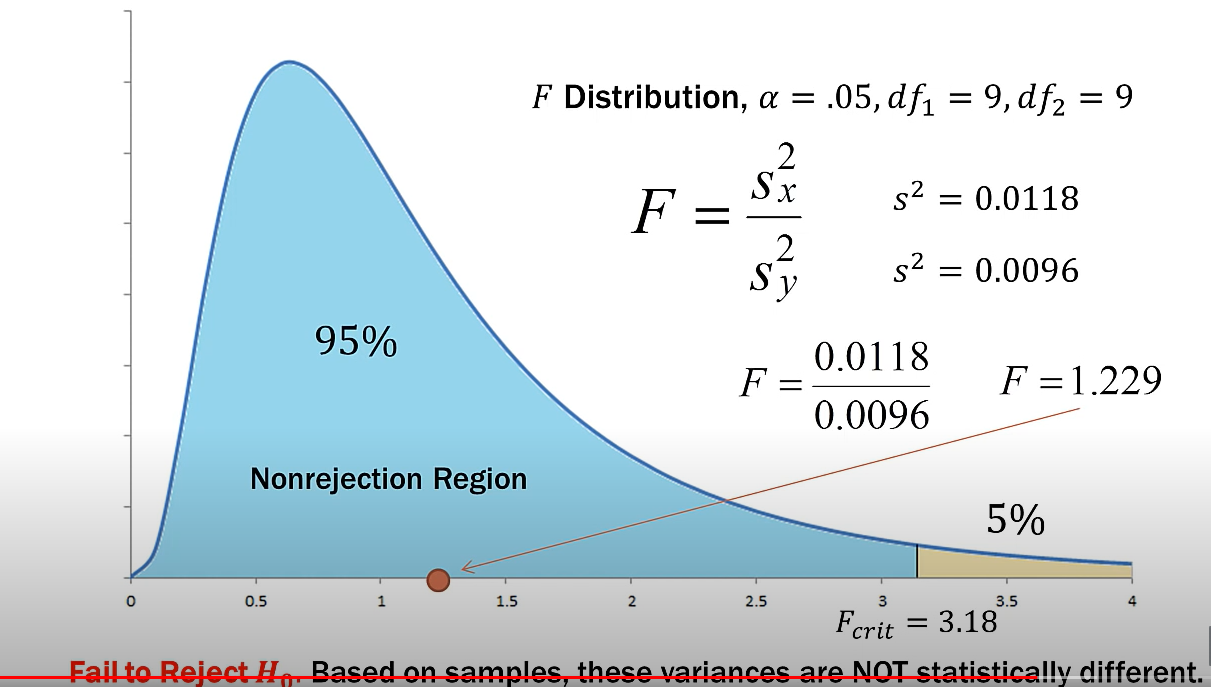 F Distribution, α = .05, df₁ = 9, df₂ = 9
F = s²ₓ / s²ᵧ
s² = 0.0118
s² = 0.0096
95%
F = 0.0118 / 0.0096
F = 1.229
Nonrejection Region
5%
0 0.5 1 1.5 2 2.5 3 3.5 4
F_crit = 3.18
Fail to Reject H₀. Based on samples, these variances are NOT statistically different.